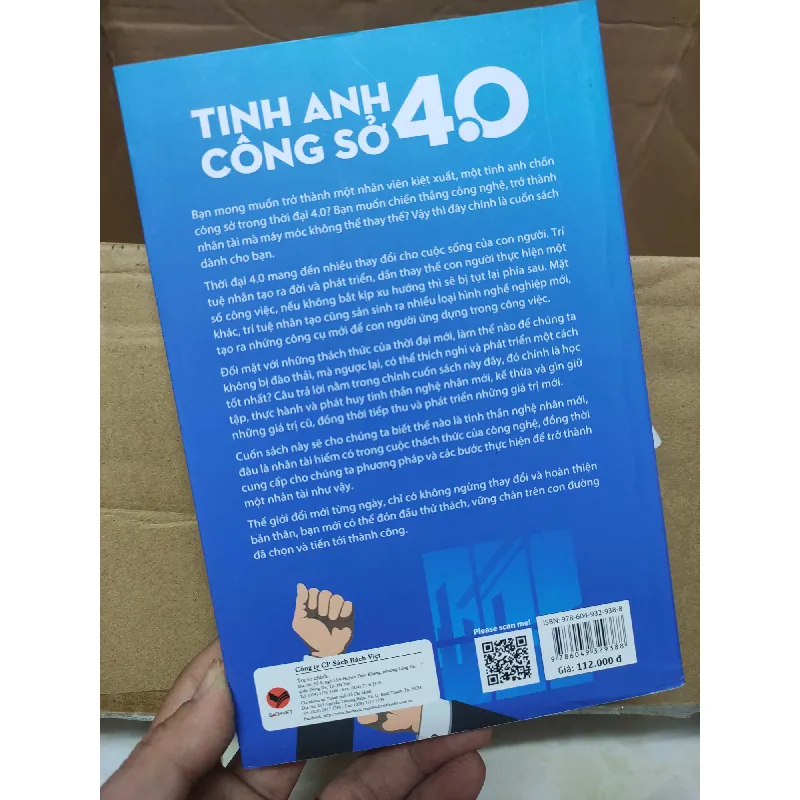 TINH ANH
CÔNG SỞ 4.0
Bạn mong muốn trở thành một nhân viên kiệt xuất, một tinh anh chốn
công sở trong thời đại 4.0? Bạn muốn chiến thắng công nghệ, trở thành
nhân tài mà máy móc không thể thay thế? Vậy thì đây chính là cuốn sách
dành cho bạn.
Thời đại 4.0 mang đến nhiều thay đổi cho cuộc sống của con người. Trí
tuệ nhân tạo ra đời và phát triển, dần thay thế con người thực hiện một
số công việc, nếu không bắt kịp xu hướng thì sẽ bị tụt lại phía sau. Mặt
khác, trí tuệ nhân tạo cũng sản sinh ra nhiều loại hình nghề nghiệp mới,
tạo ra những công cụ mới để con người ứng dụng trong công việc.
Đối mặt với những thách thức của thời đại mới, làm thế nào để chúng ta
không bị đào thải, mà ngược lại, có thể thích nghi và phát triển một cách
tốt nhất? Câu trả lời nằm trong chính cuốn sách này đây, đó chính là học
tập, thực hành và phát huy tinh thần nghệ nhân mới, kế thừa và gìn giữ
những giá trị cũ, đồng thời tiếp thu và phát triển những giá trị mới.
Cuốn sách này sẽ cho chúng ta biết thế nào là tinh thần nghệ nhân mới,
đâu là nhân tài hiếm có trong cuộc thách thức của công nghệ, đồng thời
cung cấp cho chúng ta phương pháp và các bước thực hiện để trở thành
một nhân tài như vậy.
Thế giới đổi mới từng ngày, chỉ có không ngừng thay đổi và hoàn thiện
bản thân, bạn mới có thể đón đầu thử thách, vững chân trên con đường
đã chọn và tiến tới thành công.
Please scan me!
ISBN: 978-604-932-938-8
9 786049 329388
Giá: 112.000 đ
Công ty CP Sách Bách Việt
Trụ sở chính: